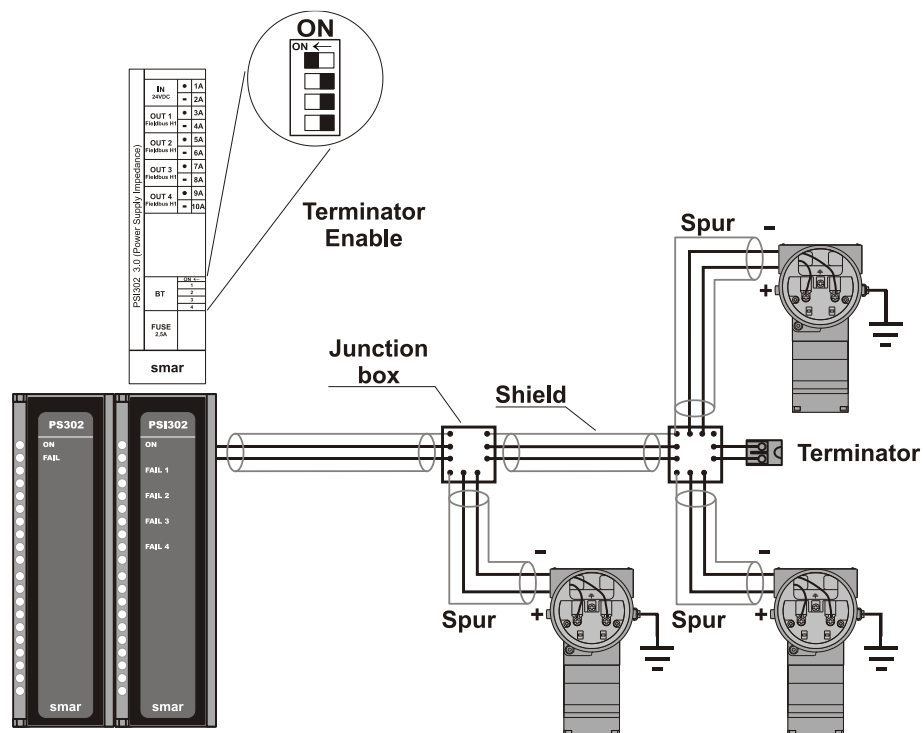 ON
ON ←
IN
24VDC
• 1A
- 2A
OUT 1
Fieldbus H1
• 3A
- 4A
OUT 2
Fieldbus H1
• 5A
- 6A
OUT 3
Fieldbus H1
• 7A
- 8A
OUT 4
Fieldbus H1
• 9A
- 10A
PSI302 3.0 (Power Supply Impedance)
BT
ON ←
1
2
3
4
FUSE
2,5A
smar
Terminator
Enable
Spur
-
+
Junction
box
Shield
Terminator
-
+
Spur
-
+
Spur
PS302
ON
FAIL
smar
PSI302
ON
FAIL 1
FAIL 2
FAIL 3
FAIL 4
smar